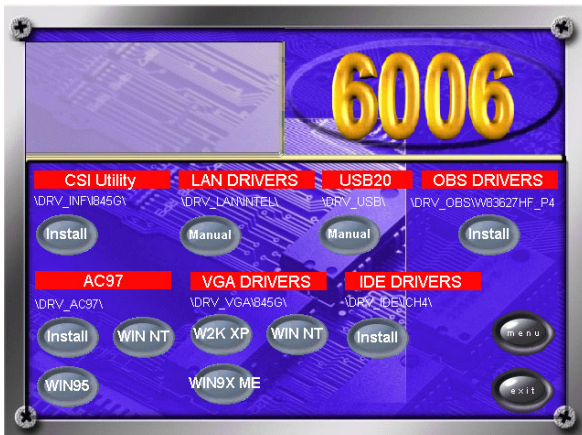 6006
CSI Utility
LAN DRIVERS
USB20
OBS DRIVERS
\DRV_INF\I845G\
\DRV_LAN\INTEL\
\DRV_USB\
\DRV_OBS\W83627HF_P4
Install
Manual
Manual
Install
AC97
VGA DRIVERS
IDE DRIVERS
\DRV_AC97\
\DRV_VGA\845G\
\DRV_IDE\ICH4\
Install
WIN NT
W2K XP
WIN NT
Install
menu
WIN95
WIN9X ME
exit